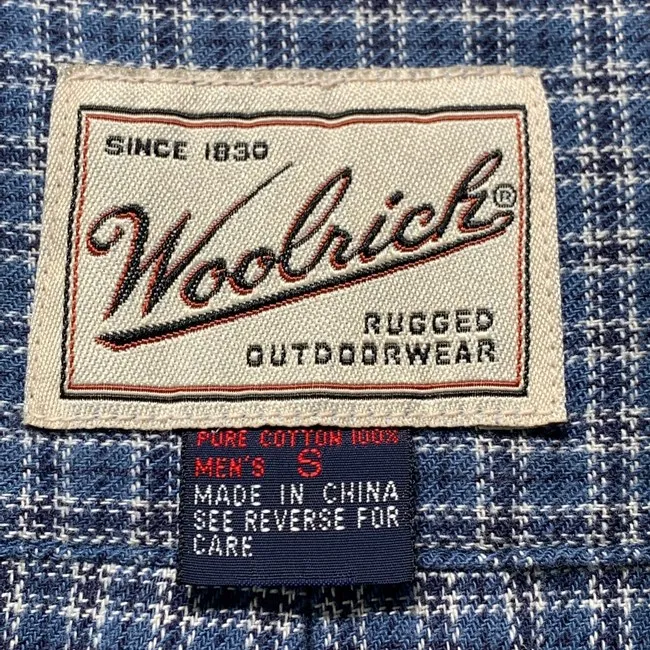 SINCE 1830
Woolrich®
RUGGED
OUTDOORWEAR
PURE COTTON 100%
MEN'S S
MADE IN CHINA
SEE REVERSE FOR
CARE